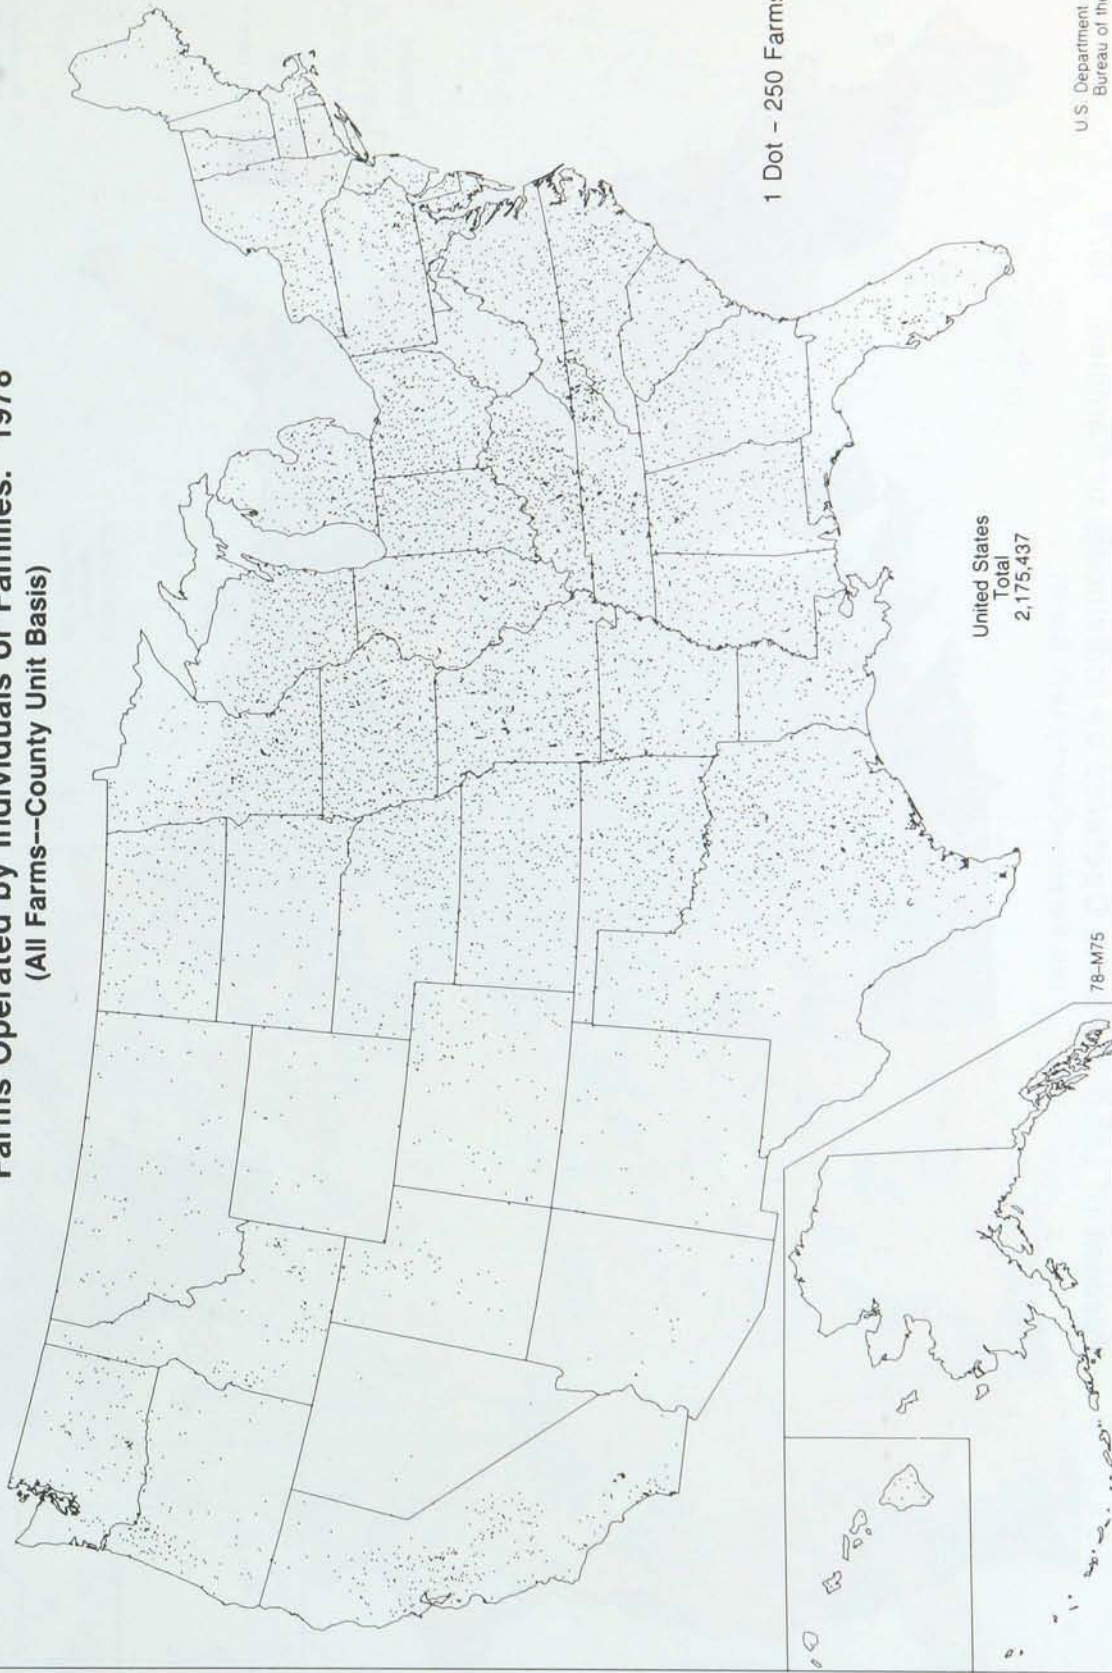 Farms Operated by Individuals or Families: 1978
(All Farms—County Unit Basis)
1 Dot – 250 Farms
United States
Total
2,175,437
78-M75
U.S. Department
Bureau of the